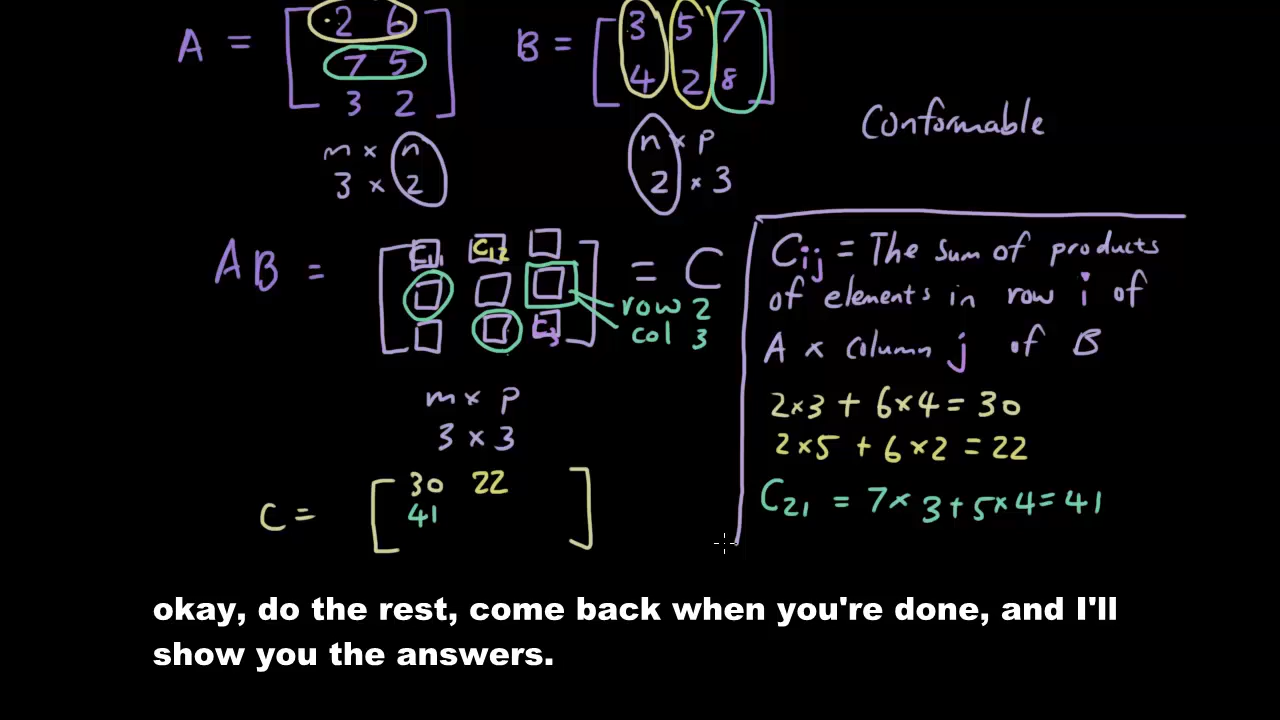 A = [ 2 6 B = [ 3 5 7
7 5
3 2 ] 4 2 8 ]
Conformable
m × n n × p
3 × 2 2 × 3
AB = [ C11 C12 ] = C
row 2
col 3
C3
m × p
3 × 3
C = [ 30 22
41 ]
Cij = The sum of products
of elements in row i of
A × column j of B
2×3 + 6×4 = 30
2×5 + 6×2 = 22
C21 = 7×3+5×4=41
okay, do the rest, come back when you're done, and I'll
show you the answers.